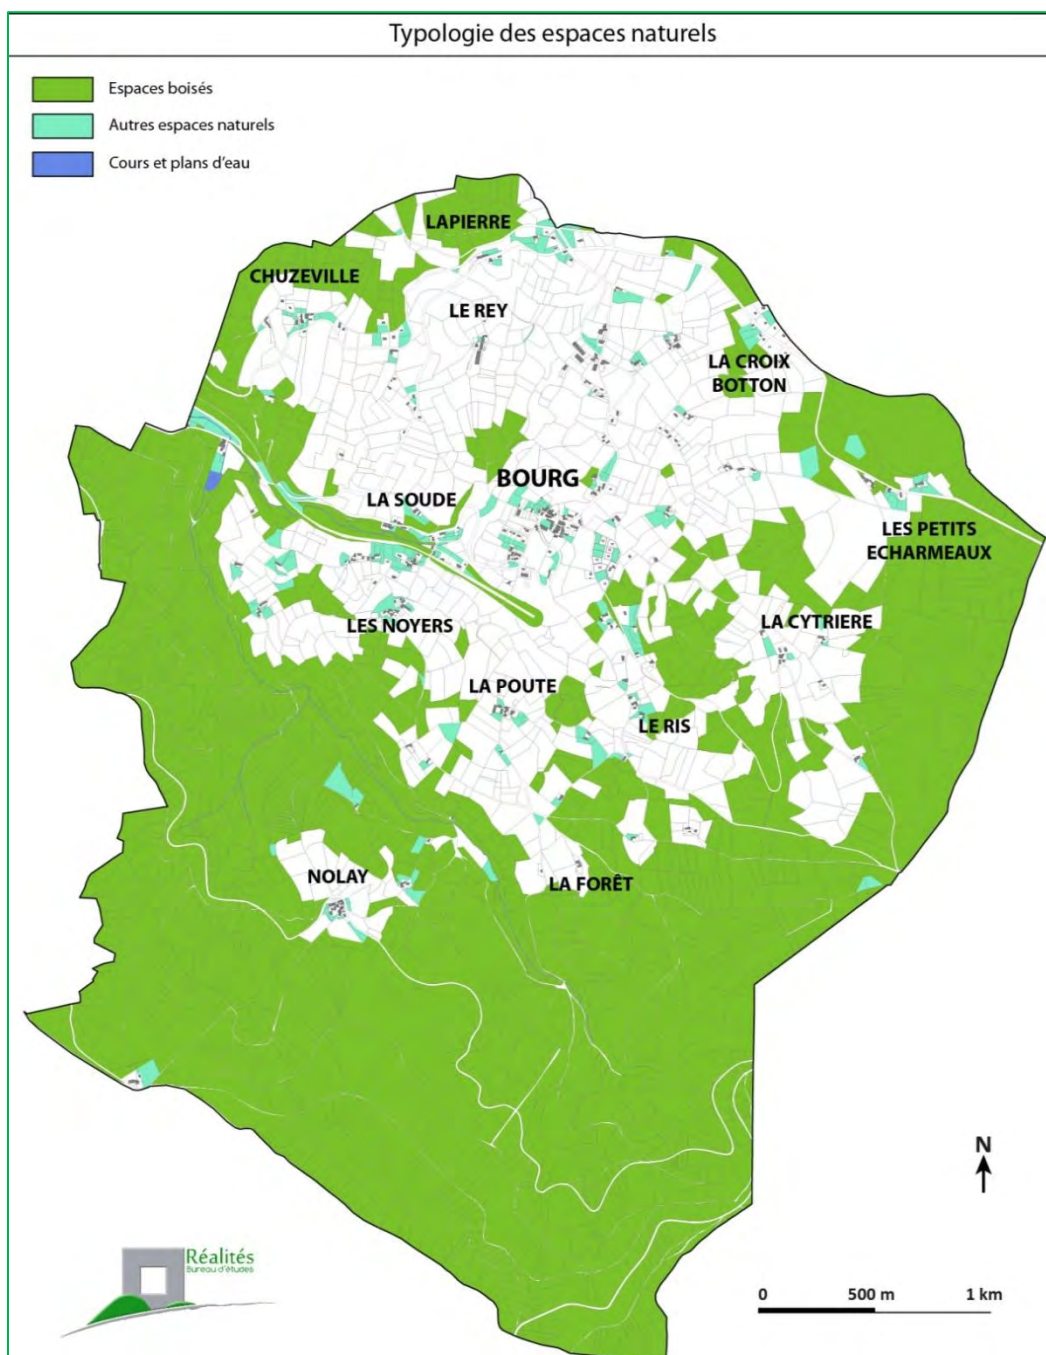 Typologie des espaces naturels
Espaces boisés
Autres espaces naturels
Cours et plans d'eau
LAPIERRE
CHUZEVILLE
LE REY
LA CROIX
BOTTON
BOURG
LA SOUDE
LES PETITS
ECHARMEAUX
LES NOYERS
LA CYTRIERE
LA POUTE
LE RIS
NOLAY
LA FORÊT
N
Réalités
Bureau d'études
0 500 m 1 km